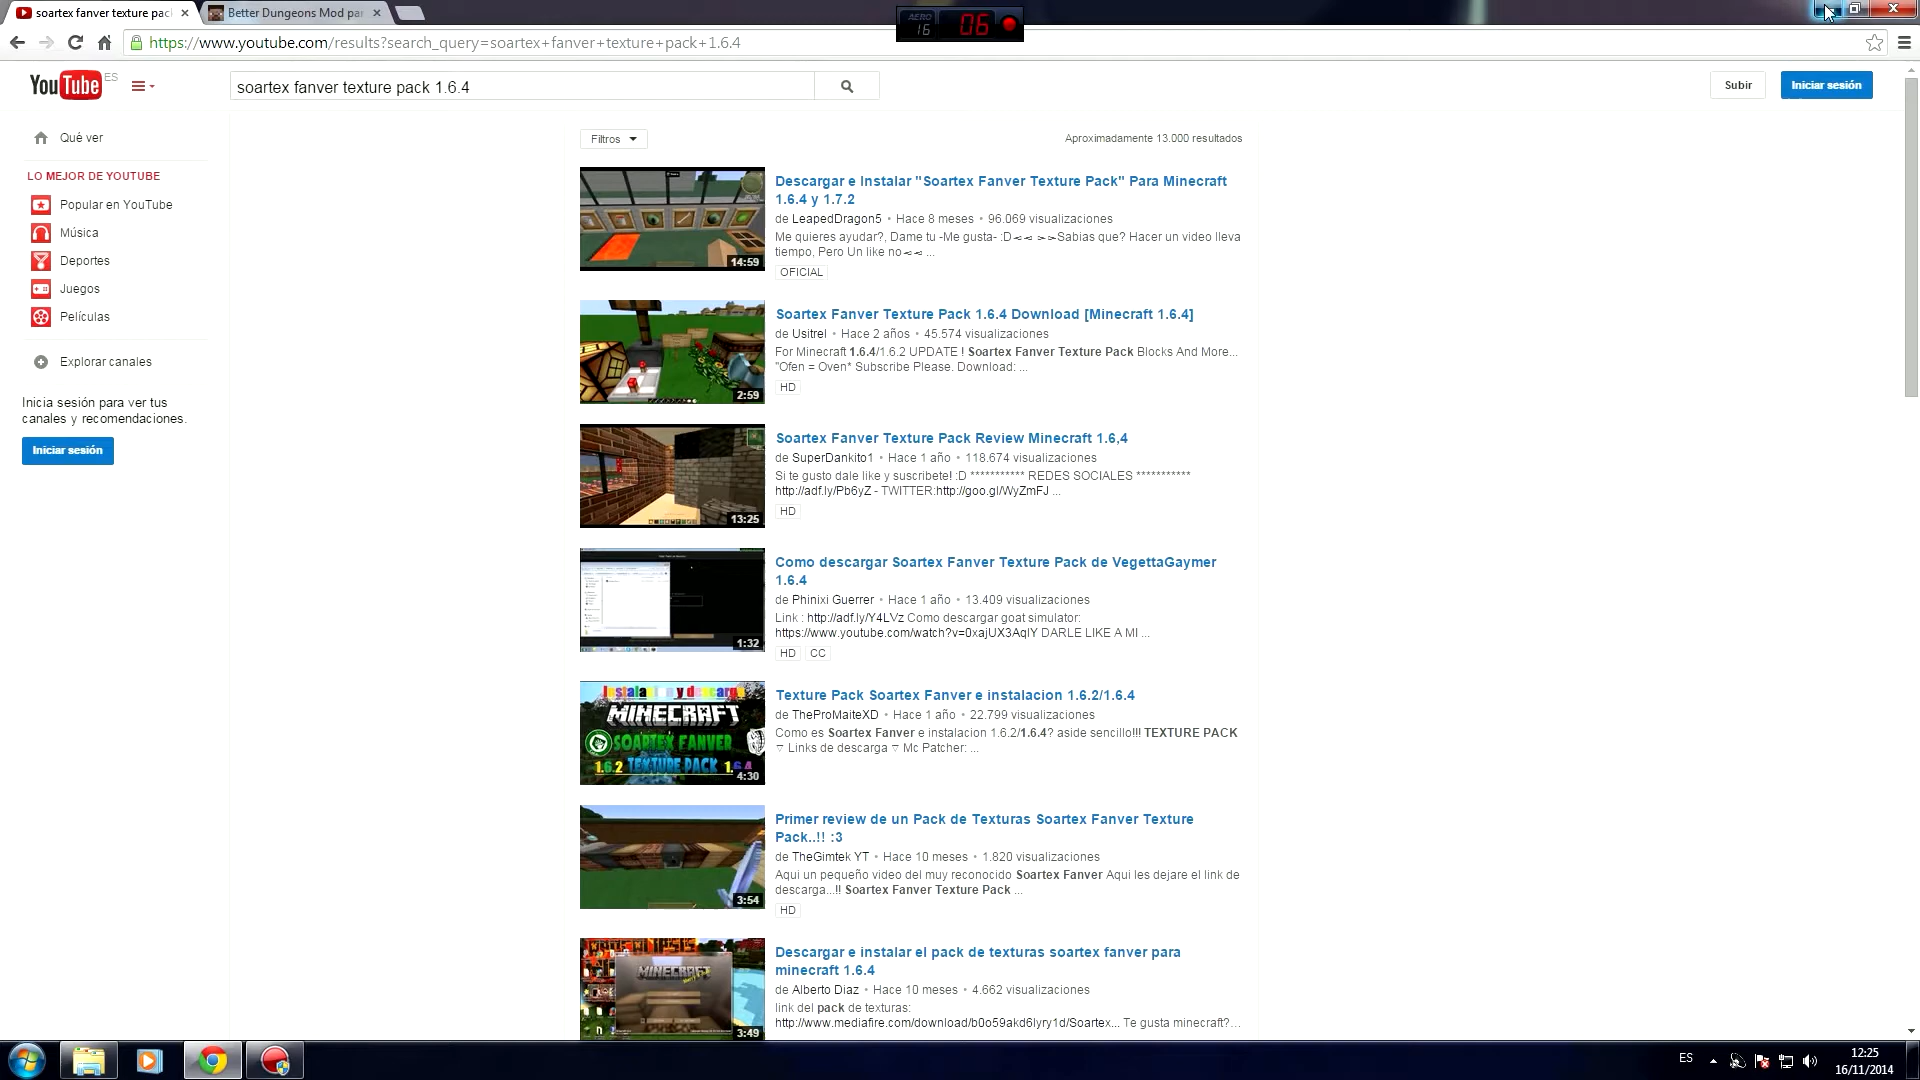 soartex fanver texture pac
Better Dungeons Mod par
AERO
16
06
https://www.youtube.com/results?search_query=soartex+fanver+texture+pack+1.6.4
YouTube ES
soartex fanver texture pack 1.6.4
Subir
Iniciar sesión
Qué ver
LO MEJOR DE YOUTUBE
Popular en YouTube
Música
Deportes
Juegos
Películas
Explorar canales
Inicia sesión para ver tus
canales y recomendaciones.
Iniciar sesión
Filtros
Aproximadamente 13.000 resultados
14:59
Descargar e Instalar "Soartex Fanver Texture Pack" Para Minecraft
1.6.4 y 1.7.2
de LeapedDragon5 • Hace 8 meses • 96.069 visualizaciones
Me quieres ayudar?, Dame tu -Me gusta- :D⋖⋖ ⋗⋗Sabias que? Hacer un video lleva
tiempo, Pero Un like no⋖⋖ ...
OFICIAL
2:59
Soartex Fanver Texture Pack 1.6.4 Download [Minecraft 1.6.4]
de Usitrel • Hace 2 años • 45.574 visualizaciones
For Minecraft 1.6.4/1.6.2 UPDATE ! Soartex Fanver Texture Pack Blocks And More...
"Ofen = Oven* Subscribe Please. Download: ...
HD
13:25
Soartex Fanver Texture Pack Review Minecraft 1.6,4
de SuperDankito1 • Hace 1 año • 118.674 visualizaciones
Si te gusto dale like y suscribete! :D *********** REDES SOCIALES ***********
http://adf.ly/Pb6yZ - TWITTER:http://goo.gl/WyZmFJ ...
HD
1:32
Como descargar Soartex Fanver Texture Pack de VegettaGaymer
1.6.4
de Phinixi Guerrer • Hace 1 año • 13.409 visualizaciones
Link : http://adf.ly/Y4LVz Como descargar goat simulator:
https://www.youtube.com/watch?v=0xajUX3AqIY DARLE LIKE A MI ...
HD CC
Instalacion y descarga
MINECRAFT
SOARTEX FANVER
1.6.2 TEXTURE PACK 1.6.4
4:30
Texture Pack Soartex Fanver e instalacion 1.6.2/1.6.4
de TheProMaiteXD • Hace 1 año • 22.799 visualizaciones
Como es Soartex Fanver e instalacion 1.6.2/1.6.4? aside sencillo!!! TEXTURE PACK
▽ Links de descarga ▽ Mc Patcher: ...
3:54
Primer review de un Pack de Texturas Soartex Fanver Texture
Pack..!! :3
de TheGimtek YT • Hace 10 meses • 1.820 visualizaciones
Aqui un pequeño video del muy reconocido Soartex Fanver Aqui les dejare el link de
descarga...!! Soartex Fanver Texture Pack ...
HD
MINECRAFT
3:49
Descargar e instalar el pack de texturas soartex fanver para
minecraft 1.6.4
de Alberto Diaz • Hace 10 meses • 4.662 visualizaciones
link del pack de texturas:
http://www.mediafire.com/download/b0o59akd6lyry1d/Soartex... Te gusta minecraft?...
ES
12:25
16/11/2014